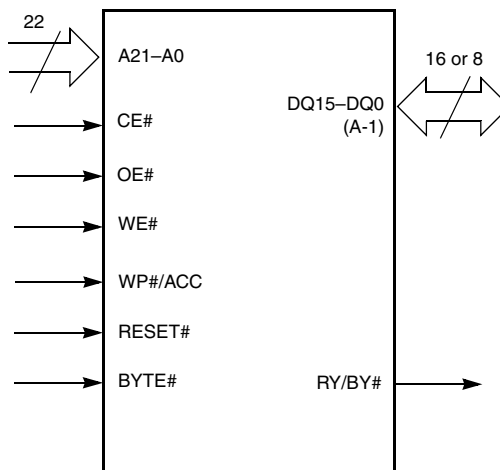 22
A21–A0
16 or 8
DQ15–DQ0
(A-1)
CE#
OE#
WE#
WP#/ACC
RESET#
BYTE#
RY/BY#